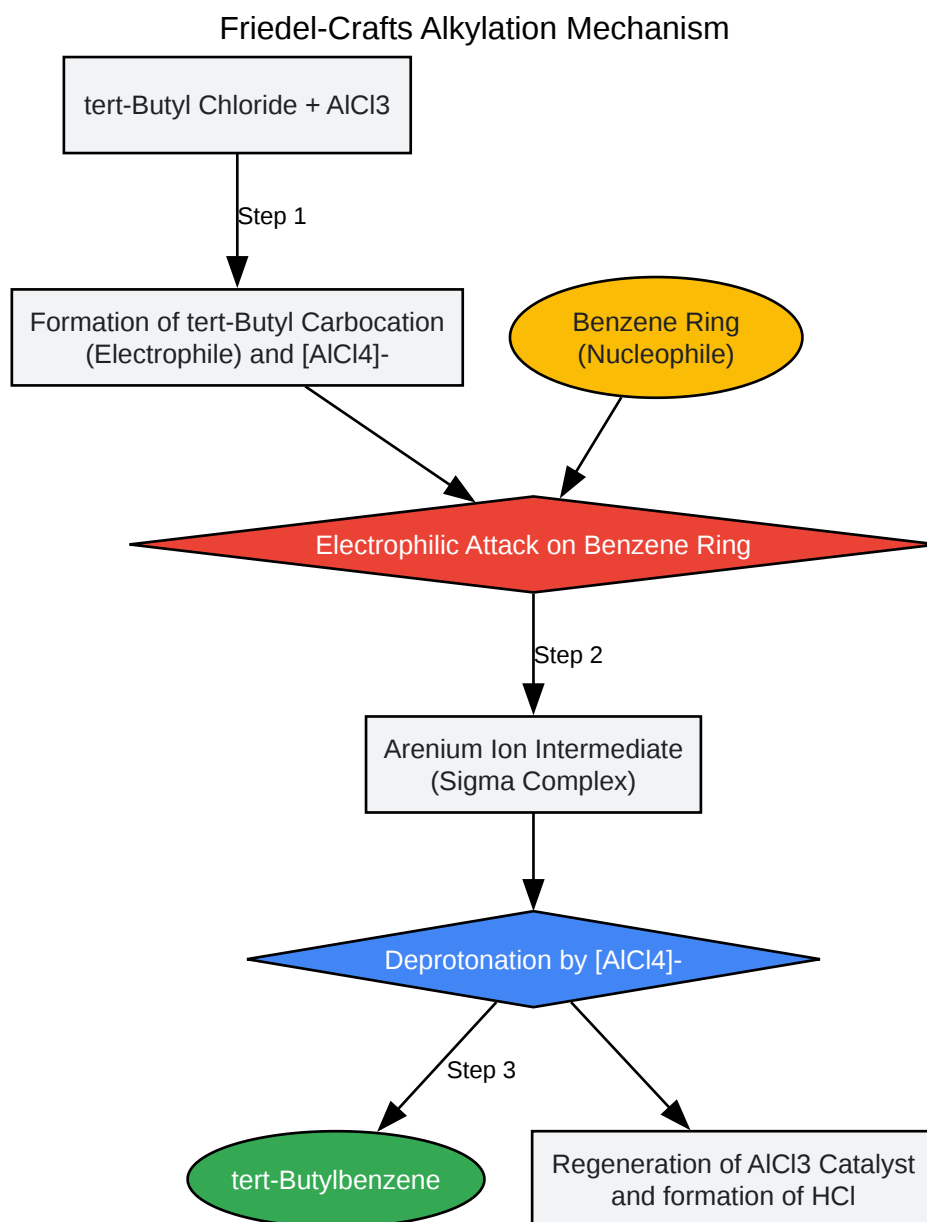 Friedel-Crafts Alkylation Mechanism
tert-Butyl Chloride + AlCl3
Step 1
Formation of tert-Butyl Carbocation
(Electrophile) and [AlCl4]-
Benzene Ring
(Nucleophile)
Electrophilic Attack on Benzene Ring
Step 2
Arenium Ion Intermediate
(Sigma Complex)
Deprotonation by [AlCl4]-
Step 3
tert-Butylbenzene
Regeneration of AlCl3 Catalyst
and formation of HCl